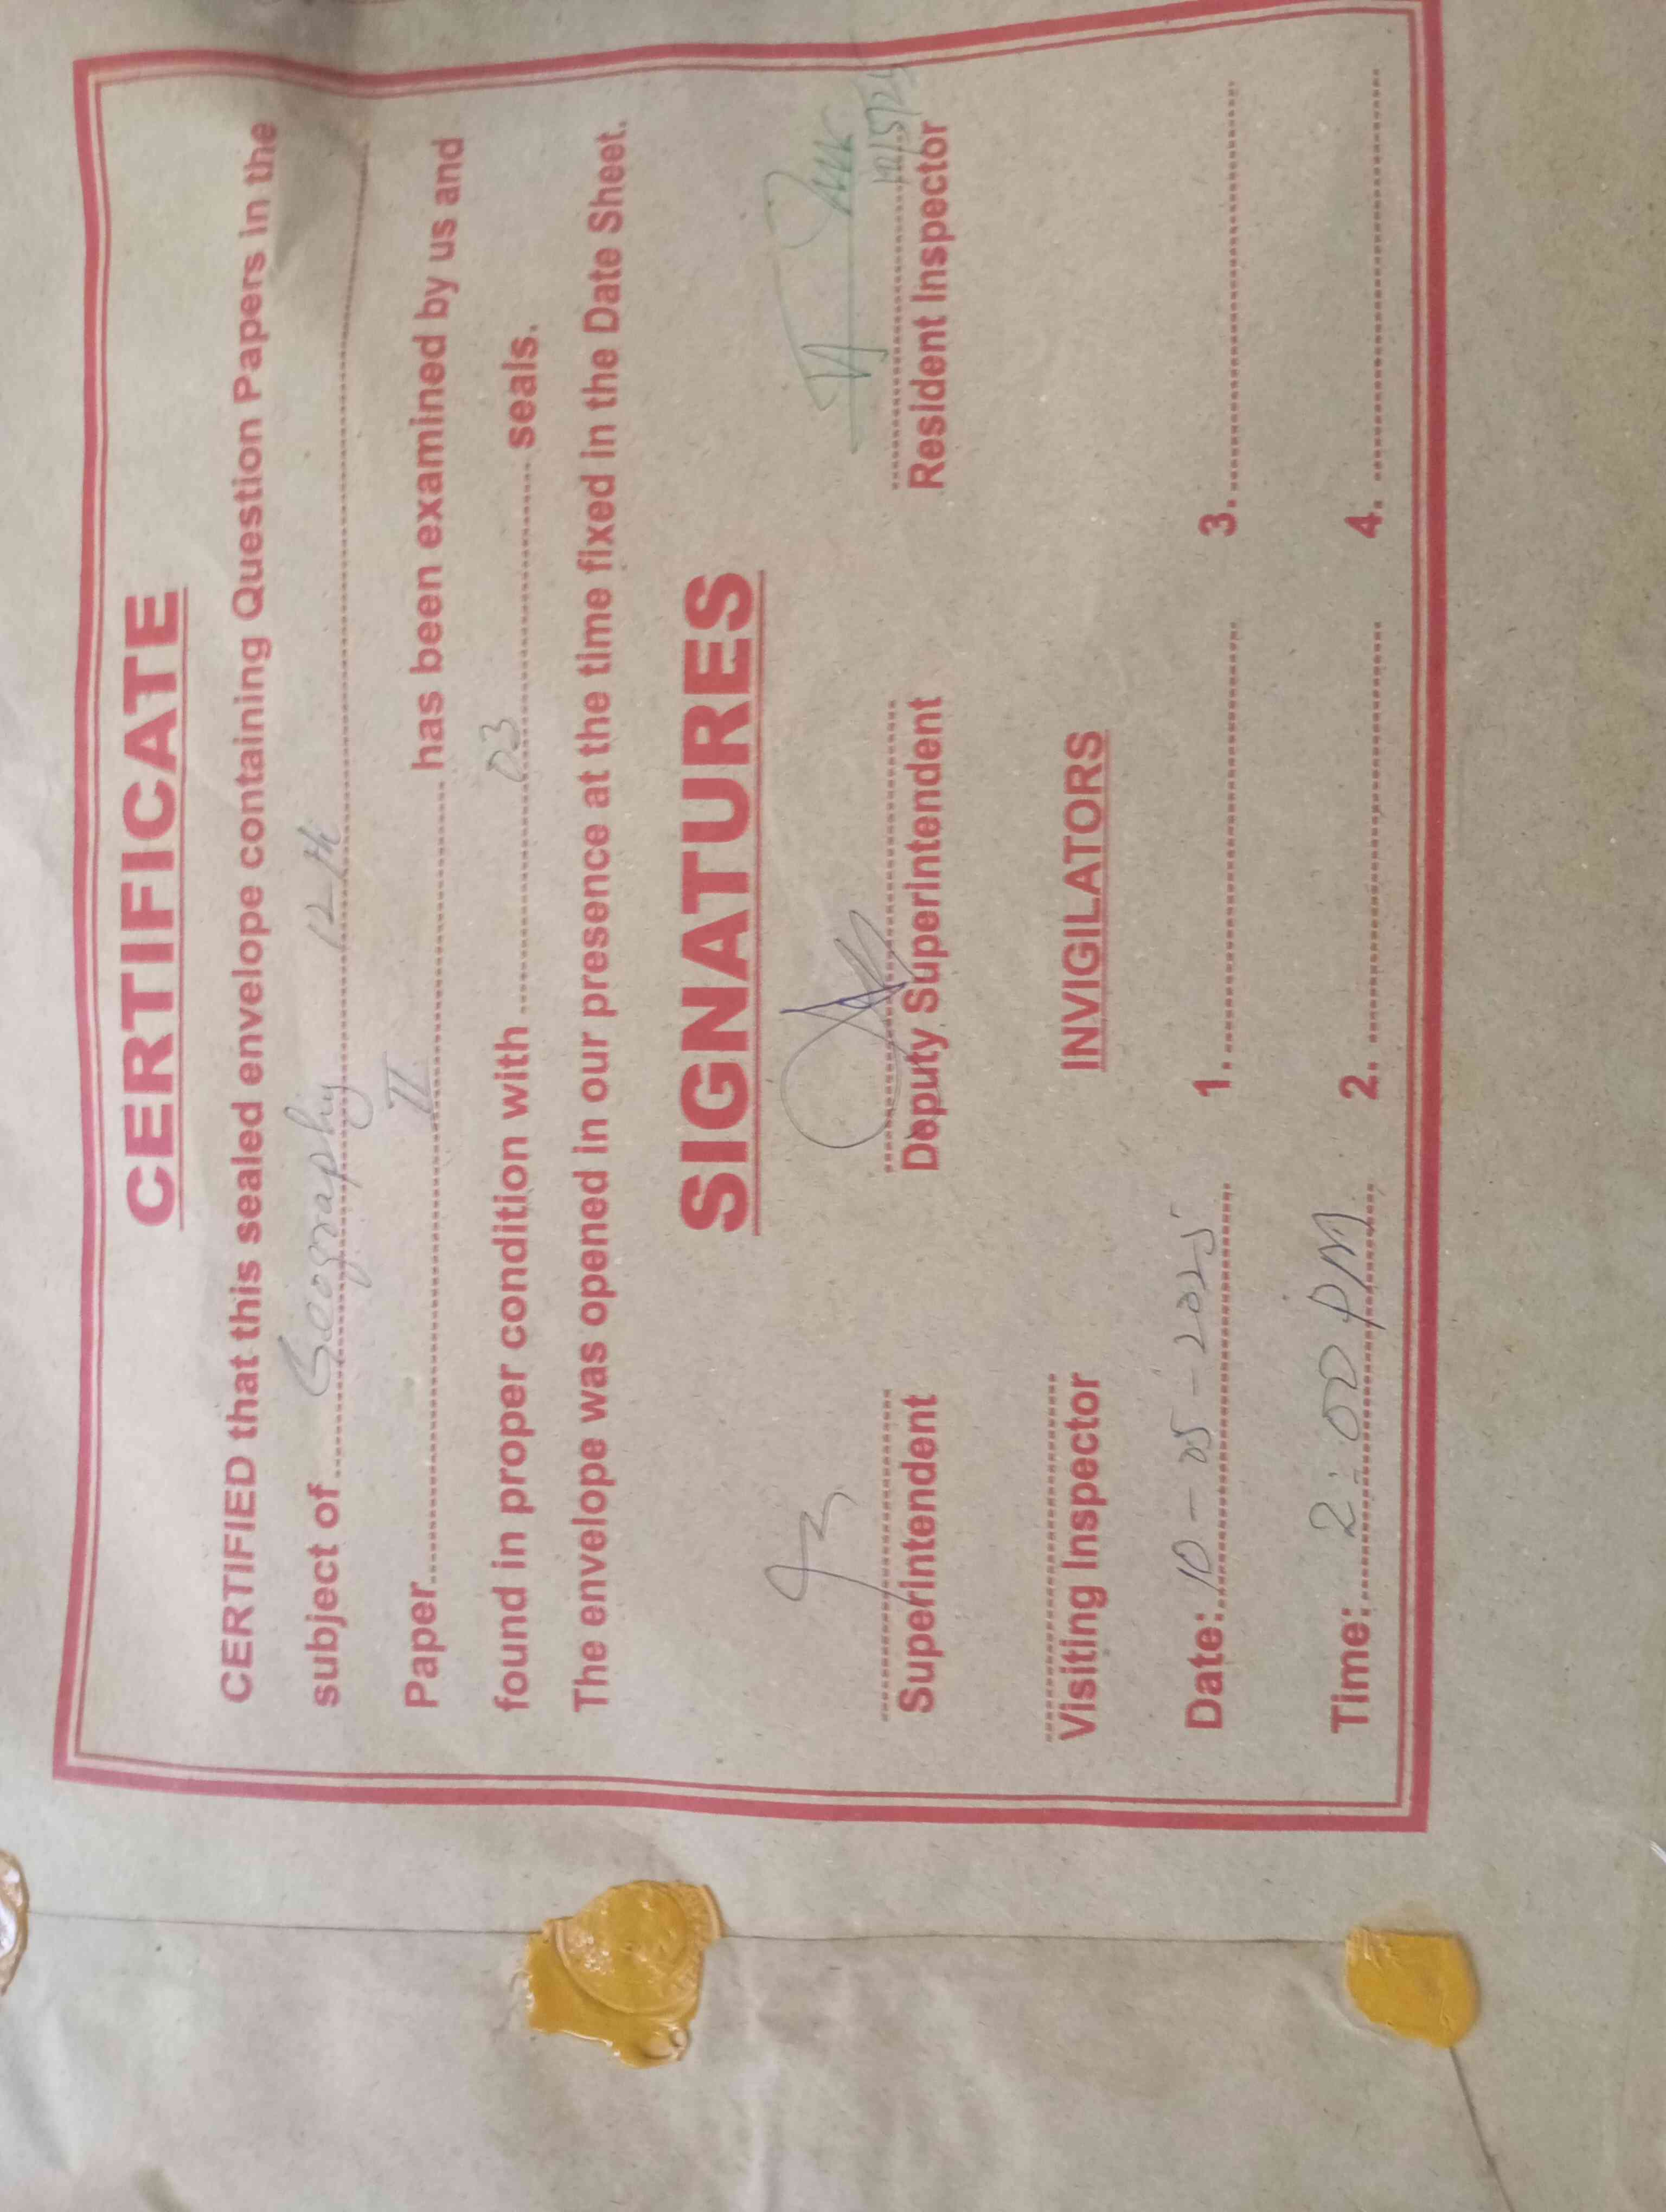 CERTIFICATE
CERTIFIED that this sealed envelope containing Question Papers in the
subject of Geography 12th
Paper II has been examined by us and
found in proper condition with 03 seals.
The envelope was opened in our presence at the time fixed in the Date Sheet.
SIGNATURES
Superintendent Deputy Superintendent Resident Inspector
Visiting Inspector INVIGILATORS
Date: 10-05-2025 1. 3.
Time: 2:00 PM 2. 4.